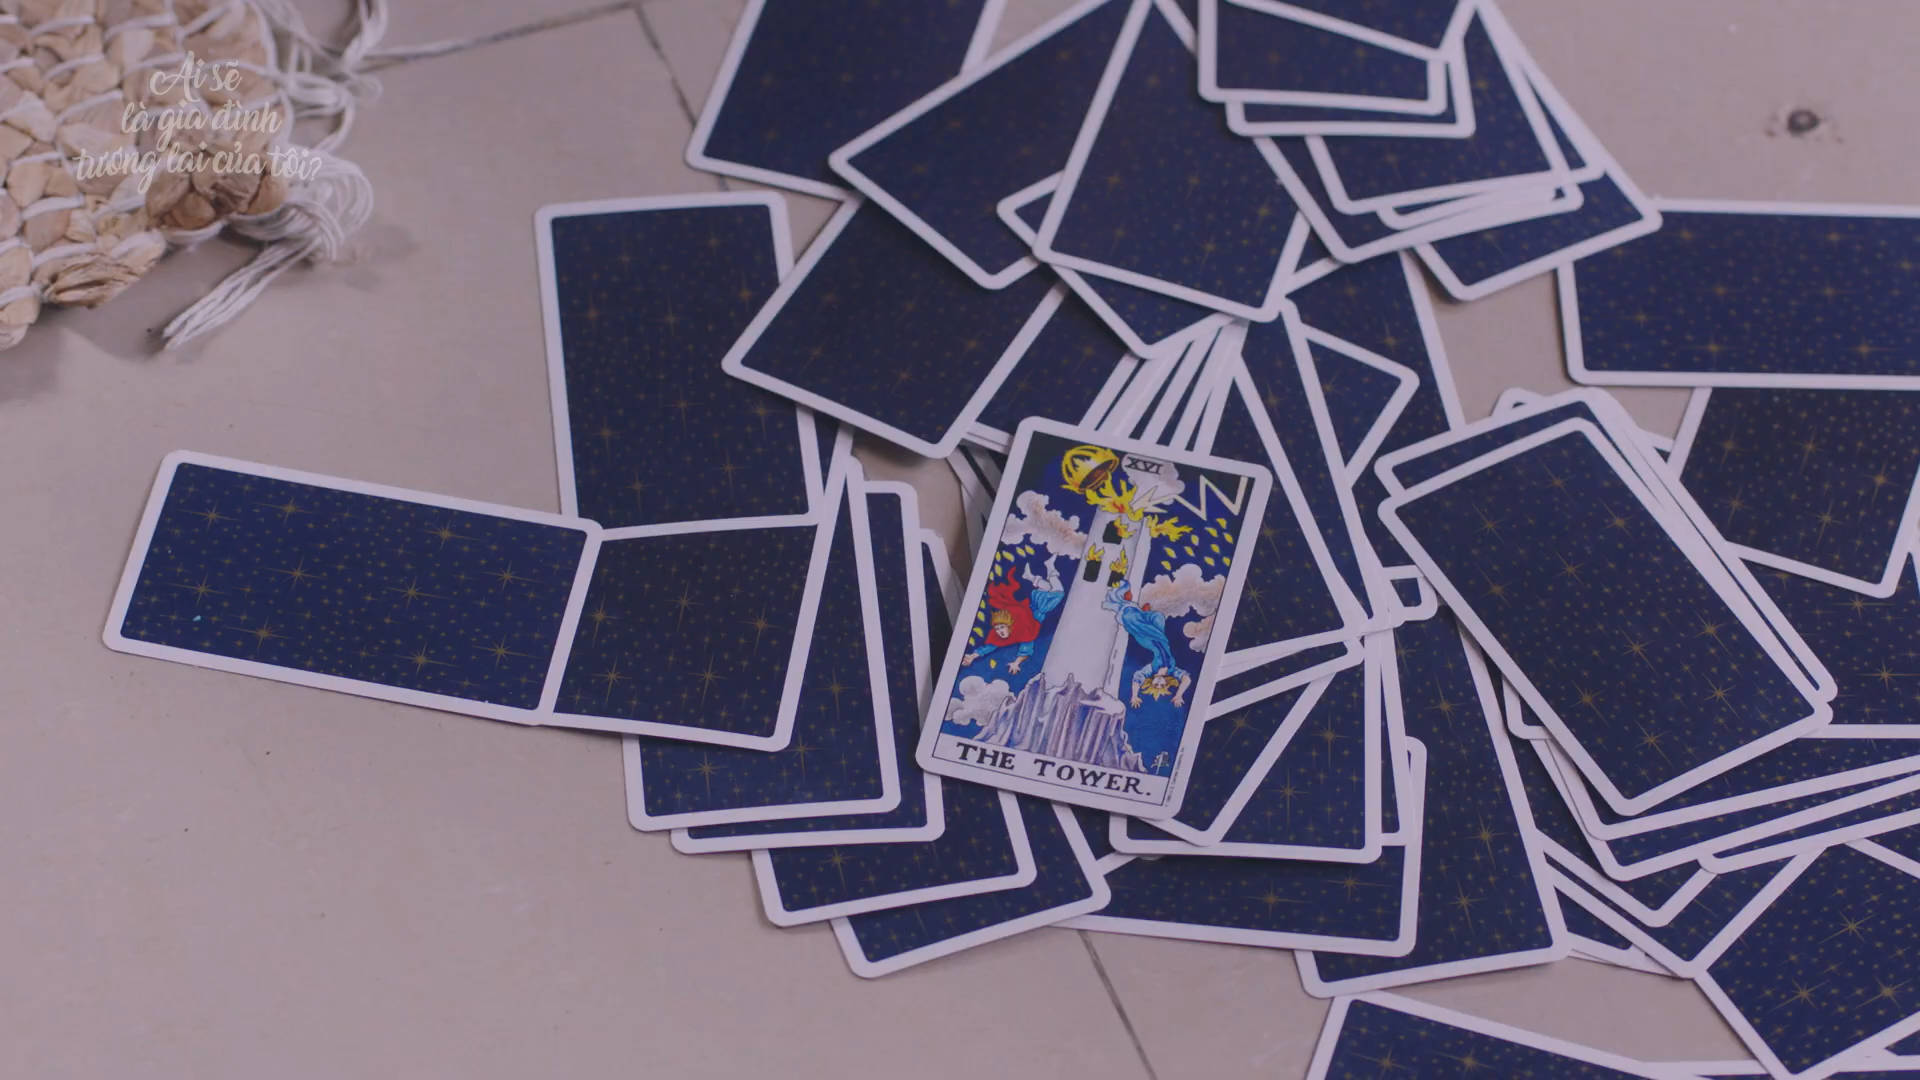 Ai sẽ
là gia đình
tương lai của tôi?
XVI
THE TOWER.